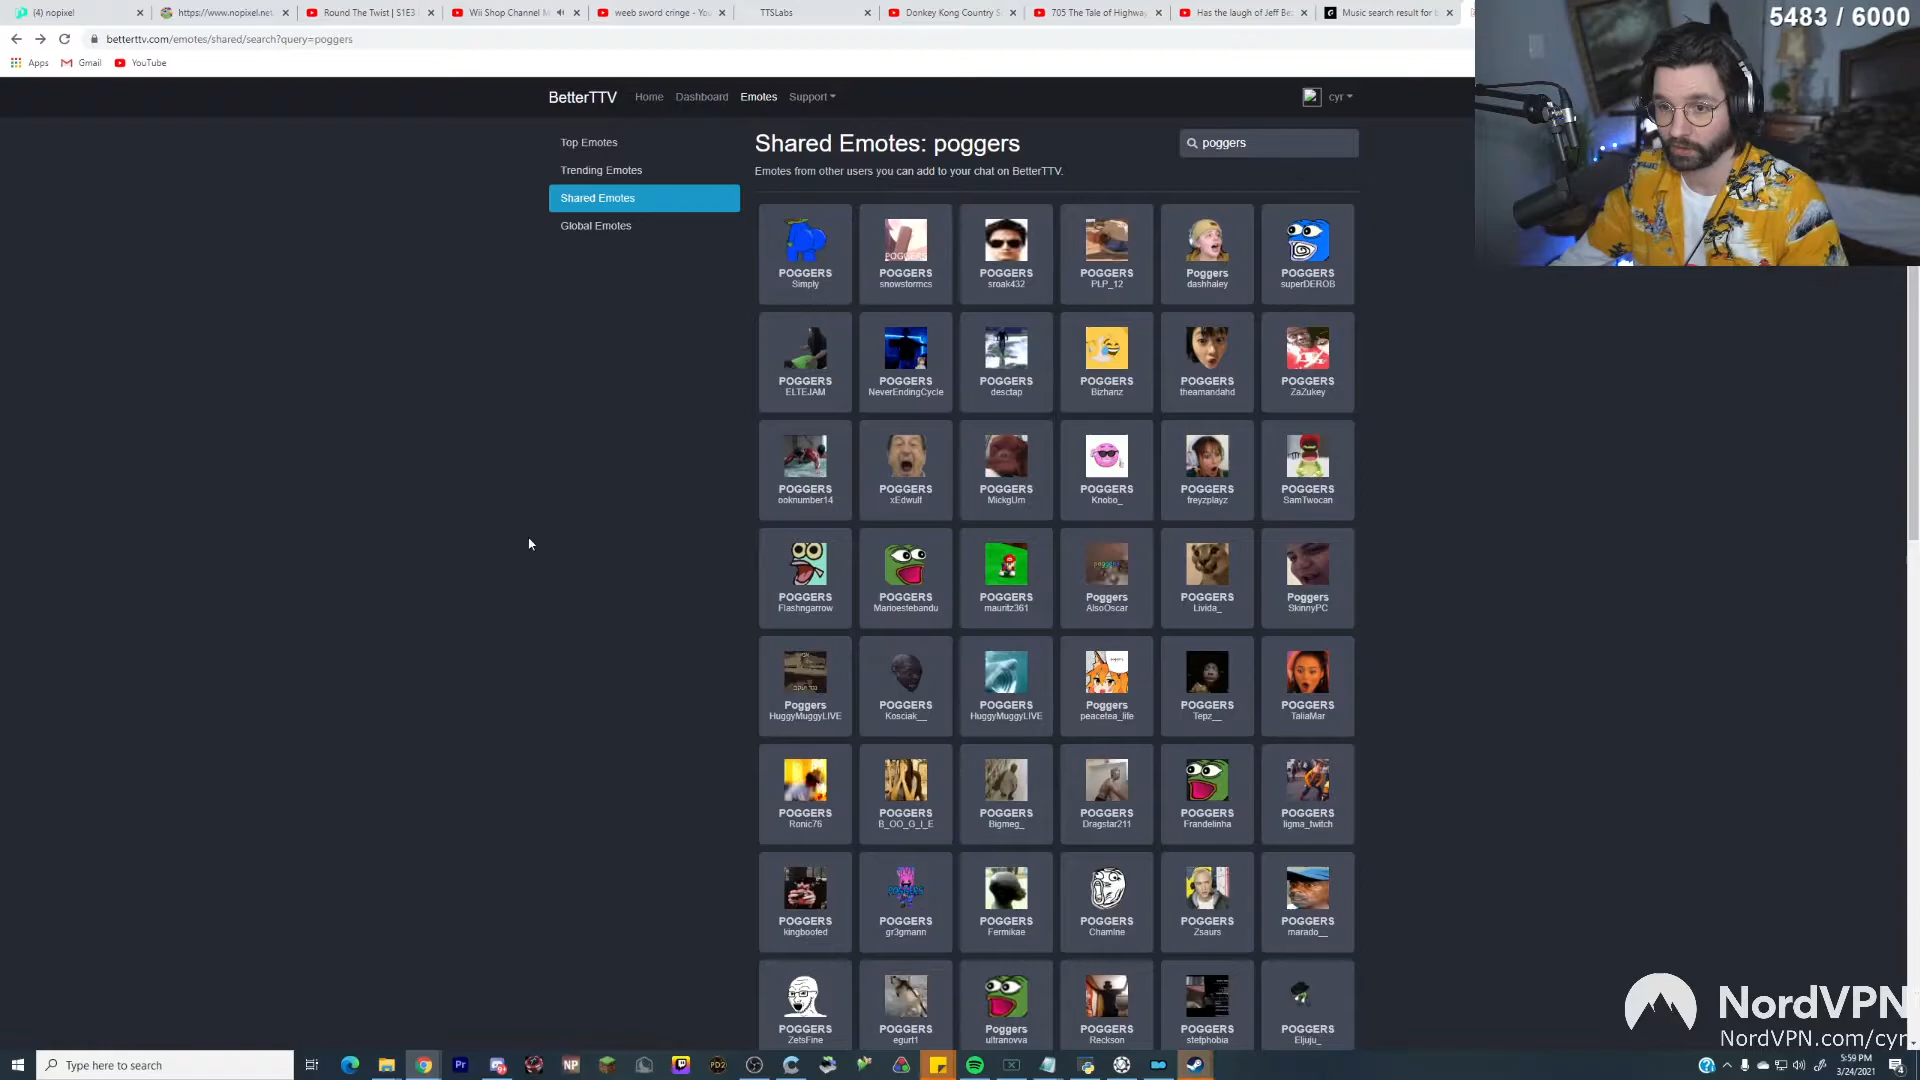 (4) nopixel
https://www.nopixel.net
Round The Twist | S1E3
Wii Shop Channel M
weeb sword cringe - You
TTSLabs
Donkey Kong Country S
705 The Tale of Highway
Has the laugh of Jeff Be
Music search result for b
5483 / 6000
betterttv.com/emotes/shared/search?query=poggers
Apps
Gmail
YouTube
BetterTTV
Home
Dashboard
Emotes
Support
cyr
Top Emotes
Trending Emotes
Shared Emotes
Global Emotes
Shared Emotes: poggers
poggers
Emotes from other users you can add to your chat on BetterTTV.
POGGERS
Simply
POGGERS
snowstormcs
POGGERS
sroak432
POGGERS
PLP_12
Poggers
dashhaley
POGGERS
superDEROB
POGGERS
ELTEJAM
POGGERS
NeverEndingCycle
POGGERS
desctap
POGGERS
Bizhanz
POGGERS
theamandahd
POGGERS
ZaZukey
POGGERS
ooknumber14
POGGERS
xEdwulf
POGGERS
MickgUm
POGGERS
Knobo_
POGGERS
freyzplayz
POGGERS
SamTwocan
POGGERS
Flashngarrow
POGGERS
Marioestebandu
POGGERS
mauritz361
Poggers
AlsoOscar
POGGERS
Livida_
Poggers
SkinnyPC
Poggers
HuggyMuggyLIVE
POGGERS
Kosciak__
POGGERS
HuggyMuggyLIVE
Poggers
peacetea_life
POGGERS
Tepz__
POGGERS
TaliaMar
POGGERS
Ronic76
POGGERS
B_OO_G_I_E
POGGERS
Bigmeg_
POGGERS
Dragstar211
POGGERS
Frandelinha
POGGERS
ligma_twitch
POGGERS
kingboofed
POGGERS
gr3gmann
POGGERS
Fermikae
POGGERS
Chamine
POGGERS
Zsaurs
POGGERS
marado__
POGGERS
ZetsFine
POGGERS
egurt1
Poggers
ultranovva
POGGERS
Reckson
POGGERS
stefphobia
POGGERS
Eljuju_
NordVPN
NordVPN.com/cyr
Type here to search
Pr
NP
PD2
5:59 PM
3/24/2021